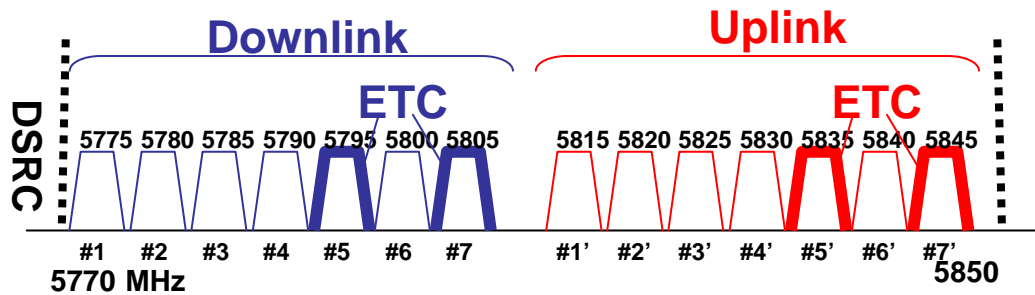 Downlink Uplink
ETC ETC
DSRC
5775 5780 5785 5790 5795 5800 5805 5815 5820 5825 5830 5835 5840 5845
#1 #2 #3 #4 #5 #6 #7 #1’ #2’ #3’ #4’ #5’ #6’ #7’
5770 MHz 5850